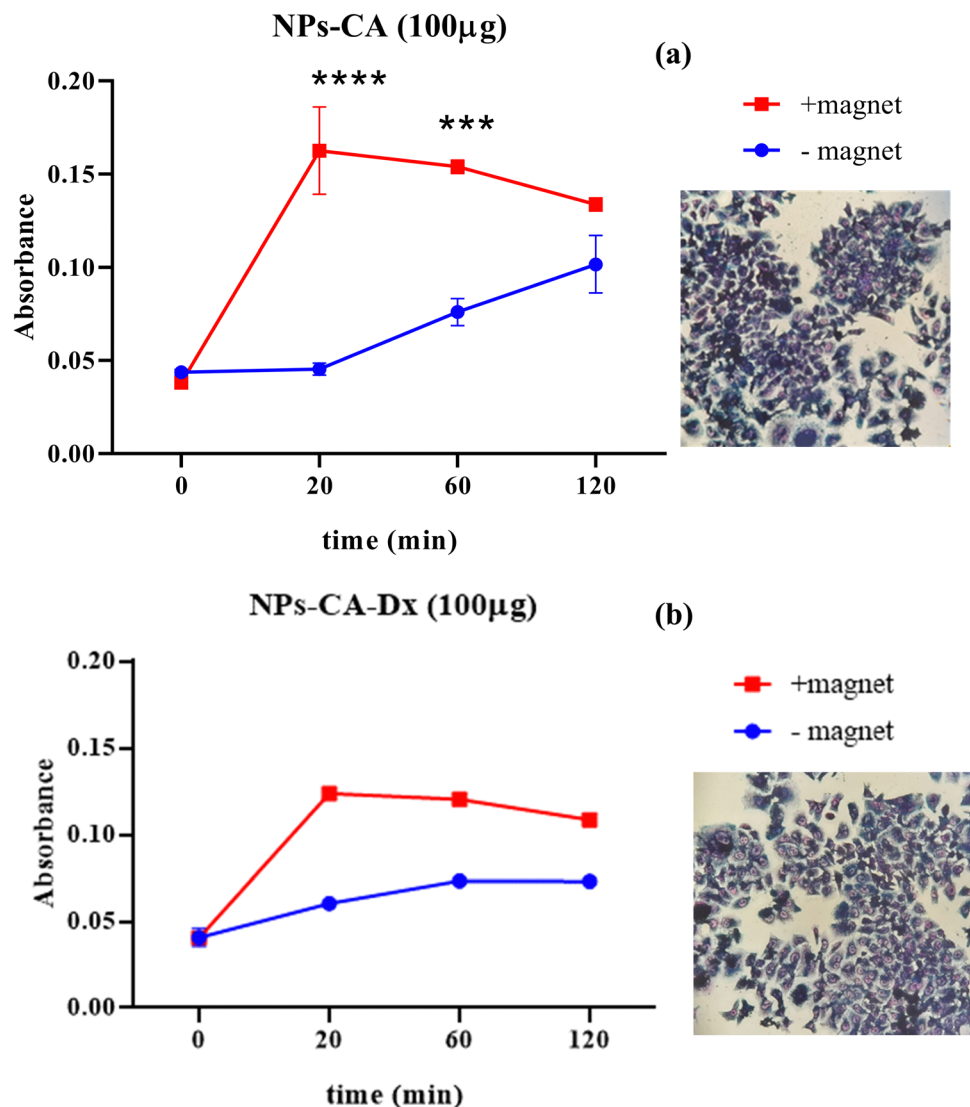 NPs-CA (100µg)
(a)
****
***
+magnet
- magnet
0.20
0.15
0.10
0.05
0.00
Absorbance
0
20
60
120
time (min)
NPs-CA-Dx (100µg)
(b)
+magnet
- magnet
0.20
0.15
0.10
0.05
0.00
Absorbance
0
20
60
120
time (min)